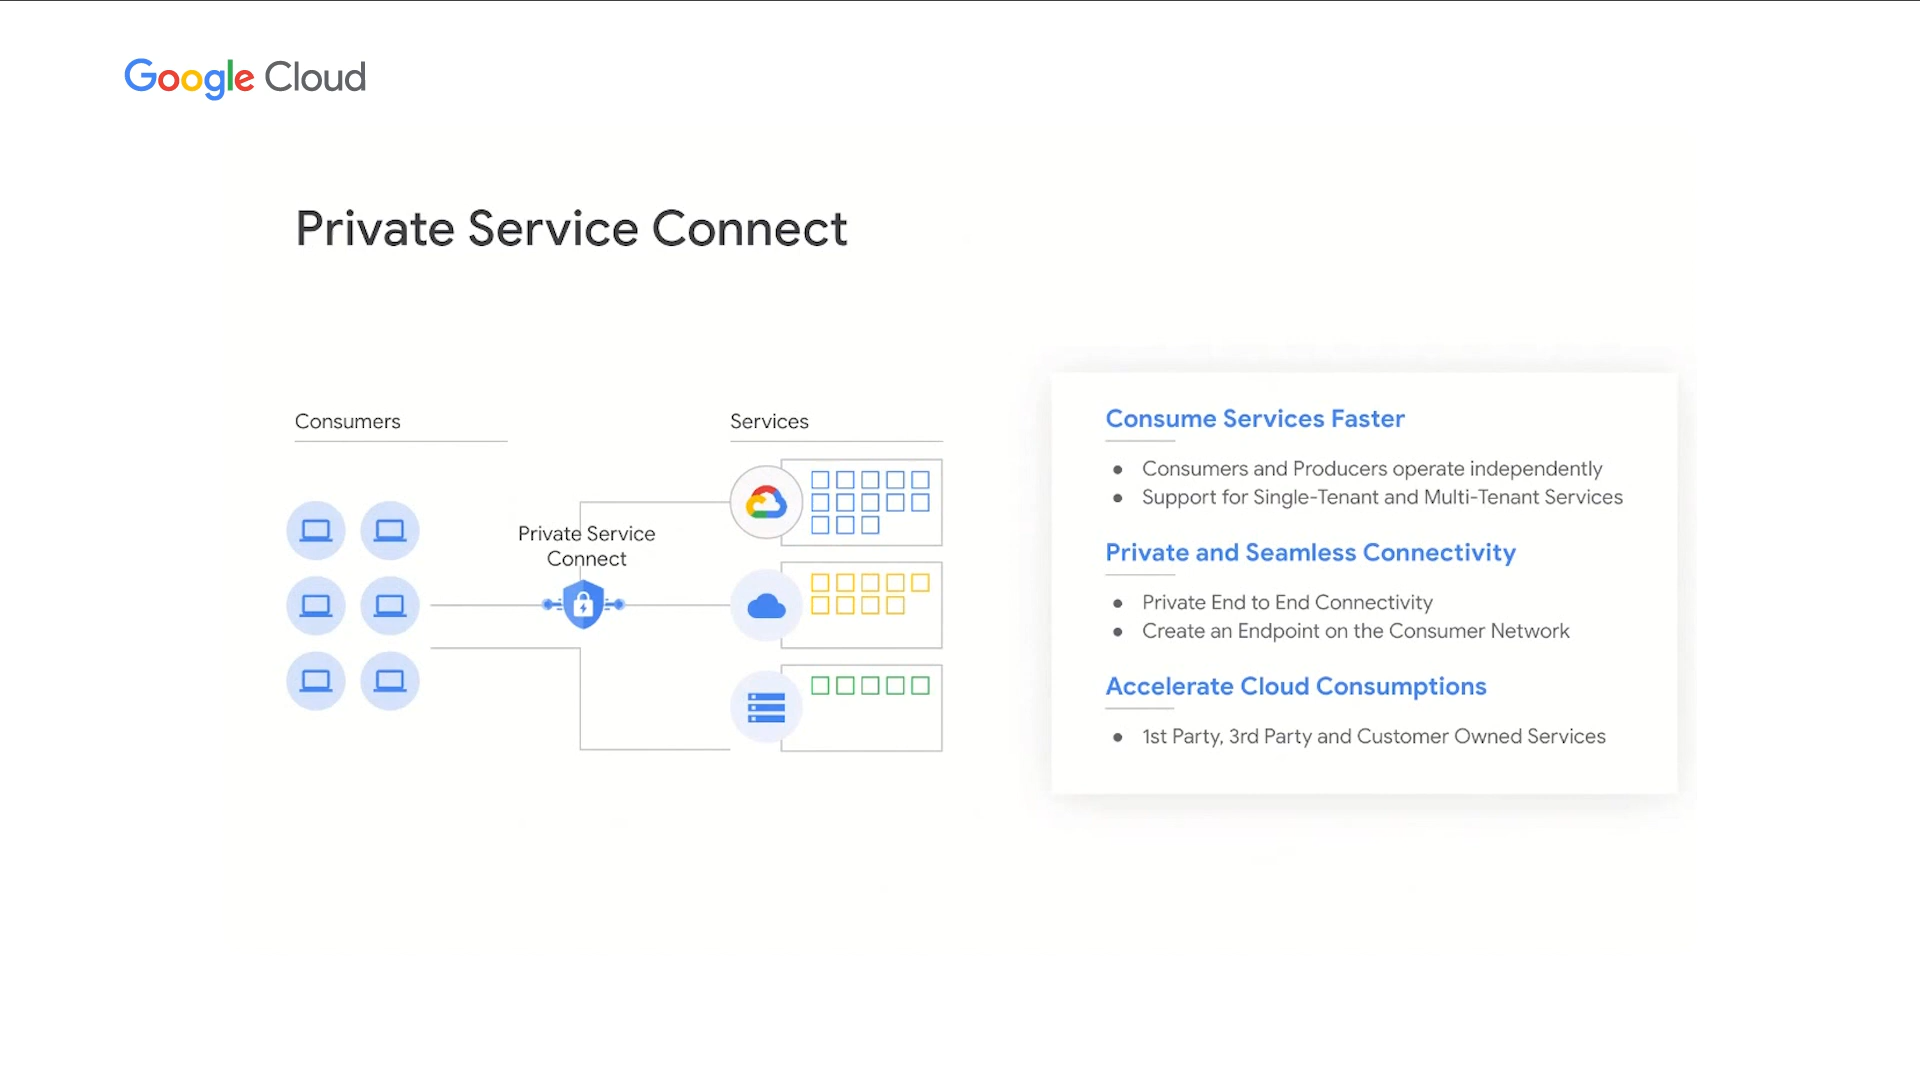 Google Cloud
Private Service Connect
Consumers
Services
Private Service
Connect
Consume Services Faster
● Consumers and Producers operate independently
● Support for Single-Tenant and Multi-Tenant Services
Private and Seamless Connectivity
● Private End to End Connectivity
● Create an Endpoint on the Consumer Network
Accelerate Cloud Consumptions
● 1st Party, 3rd Party and Customer Owned Services